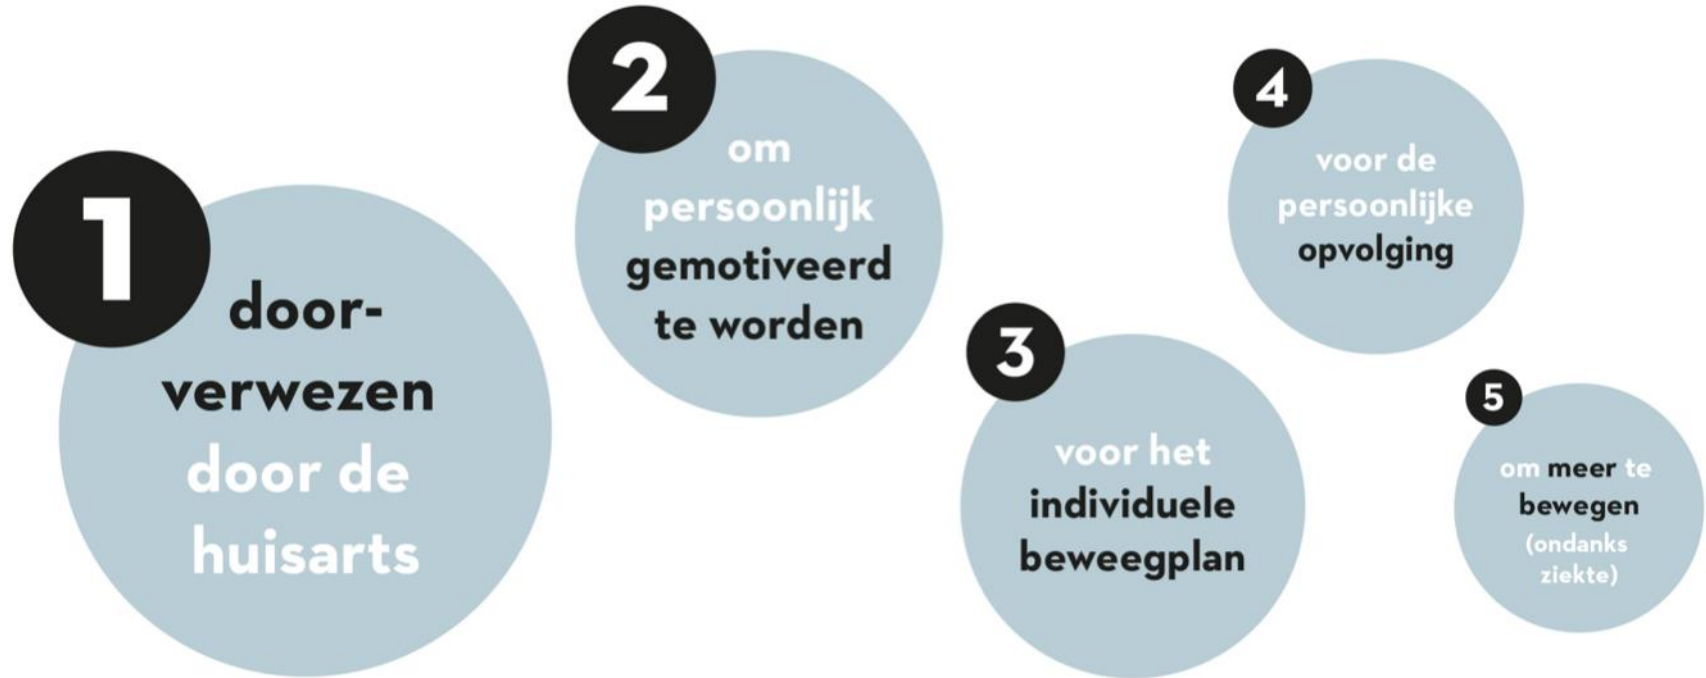 1
door-
verwezen
door de
huisarts
2
om
persoonlijk
gemotiveerd
te worden
3
voor het
individuele
beweegplan
4
voor de
persoonlijke
opvolging
5
om meer te
bewegen
(ondanks
ziekte)